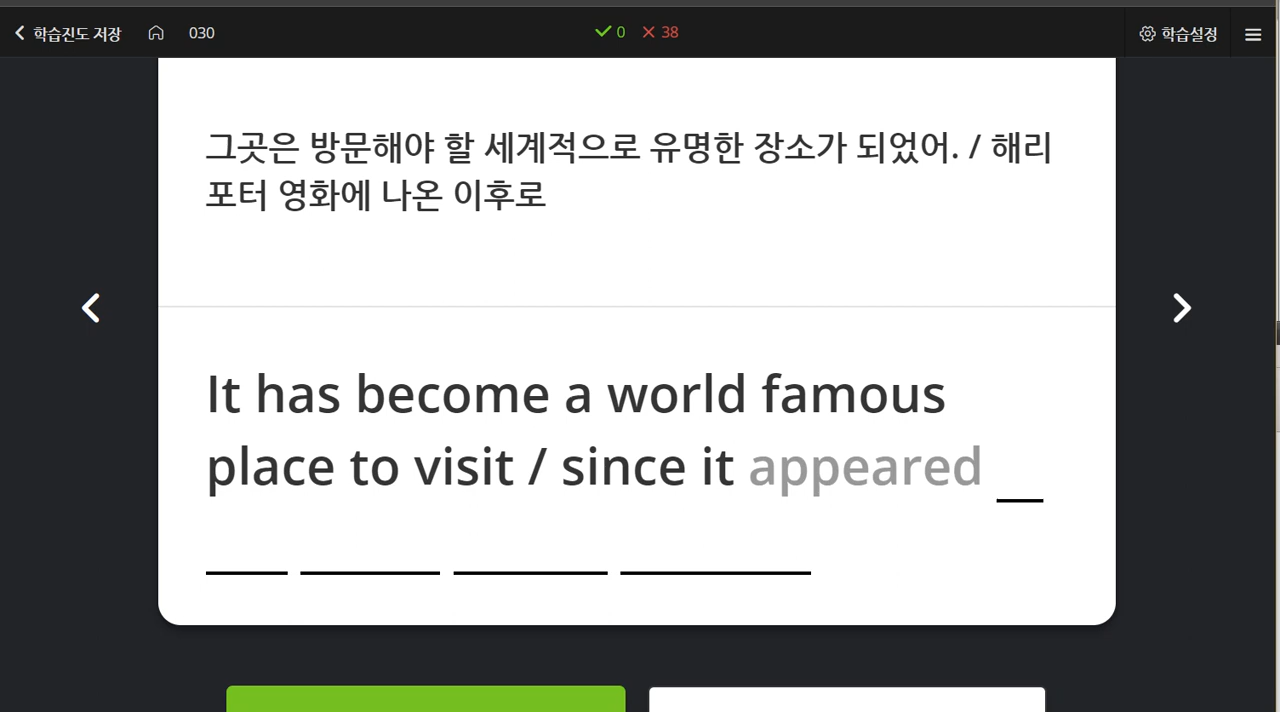 학습진도 저장 030 0 38 학습설정
그곳은 방문해야 할 세계적으로 유명한 장소가 되었어. / 해리
포터 영화에 나온 이후로
It has become a world famous
place to visit / since it appeared